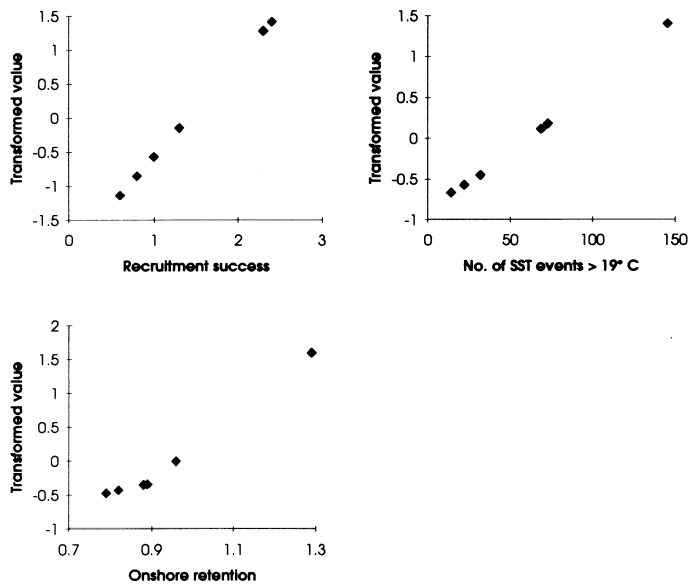 Transformed value
1.5
1
0.5
0
-0.5
-1
-1.5
0 1 2 3
Recruitment success
Transformed value
1.5
1
0.5
0
-0.5
-1
0 50 100 150
No. of SST events > 19° C
Transformed value
2
1.5
1
0.5
0
-0.5
-1
0.7 0.9 1.1 1.3
Onshore retention